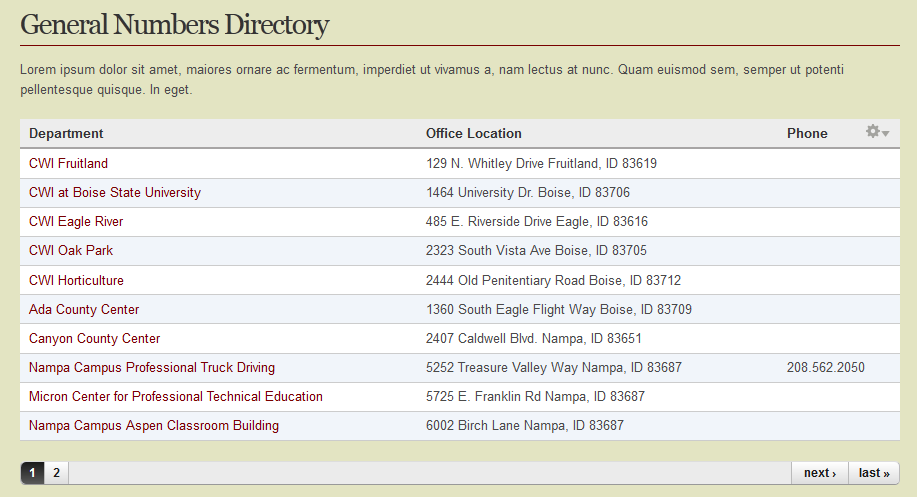 General Numbers Directory
Lorem ipsum dolor sit amet, maiores ornare ac fermentum, imperdiet ut vivamus a, nam lectus at nunc. Quam euismod sem, semper ut potenti
pellentesque quisque. In eget.
Department Office Location Phone
CWI Fruitland 129 N. Whitley Drive Fruitland, ID 83619
CWI at Boise State University 1464 University Dr. Boise, ID 83706
CWI Eagle River 485 E. Riverside Drive Eagle, ID 83616
CWI Oak Park 2323 South Vista Ave Boise, ID 83705
CWI Horticulture 2444 Old Penitentiary Road Boise, ID 83712
Ada County Center 1360 South Eagle Flight Way Boise, ID 83709
Canyon County Center 2407 Caldwell Blvd. Nampa, ID 83651
Nampa Campus Professional Truck Driving 5252 Treasure Valley Way Nampa, ID 83687 208.562.2050
Micron Center for Professional Technical Education 5725 E. Franklin Rd Nampa, ID 83687
Nampa Campus Aspen Classroom Building 6002 Birch Lane Nampa, ID 83687
1 2 next › last »